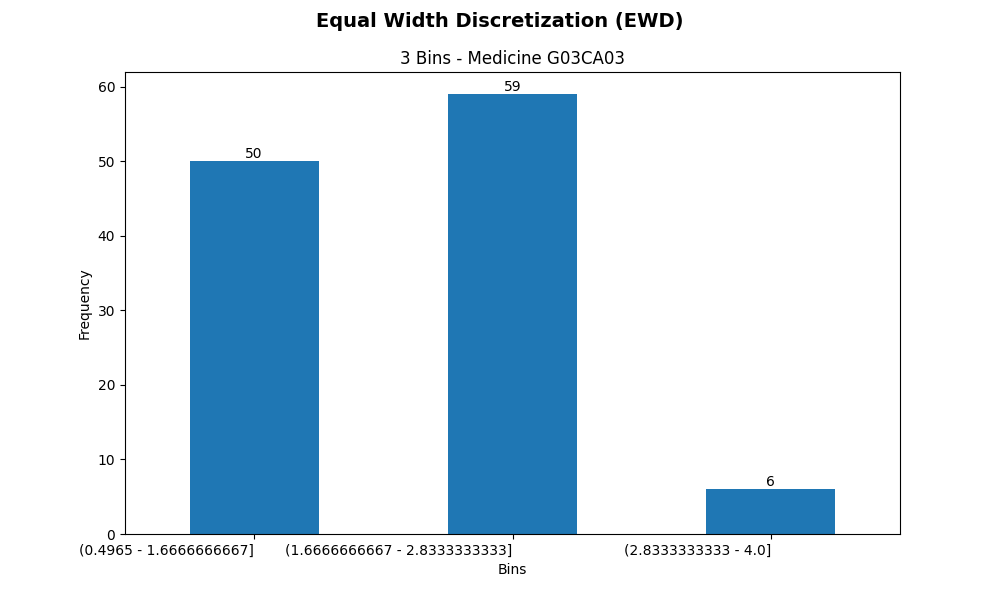 Equal Width Discretization (EWD)
3 Bins - Medicine G03CA03
60
50
40
30
20
10
0
Frequency
50
59
6
(0.4965 - 1.6666666667]
(1.6666666667 - 2.8333333333]
(2.8333333333 - 4.0]
Bins